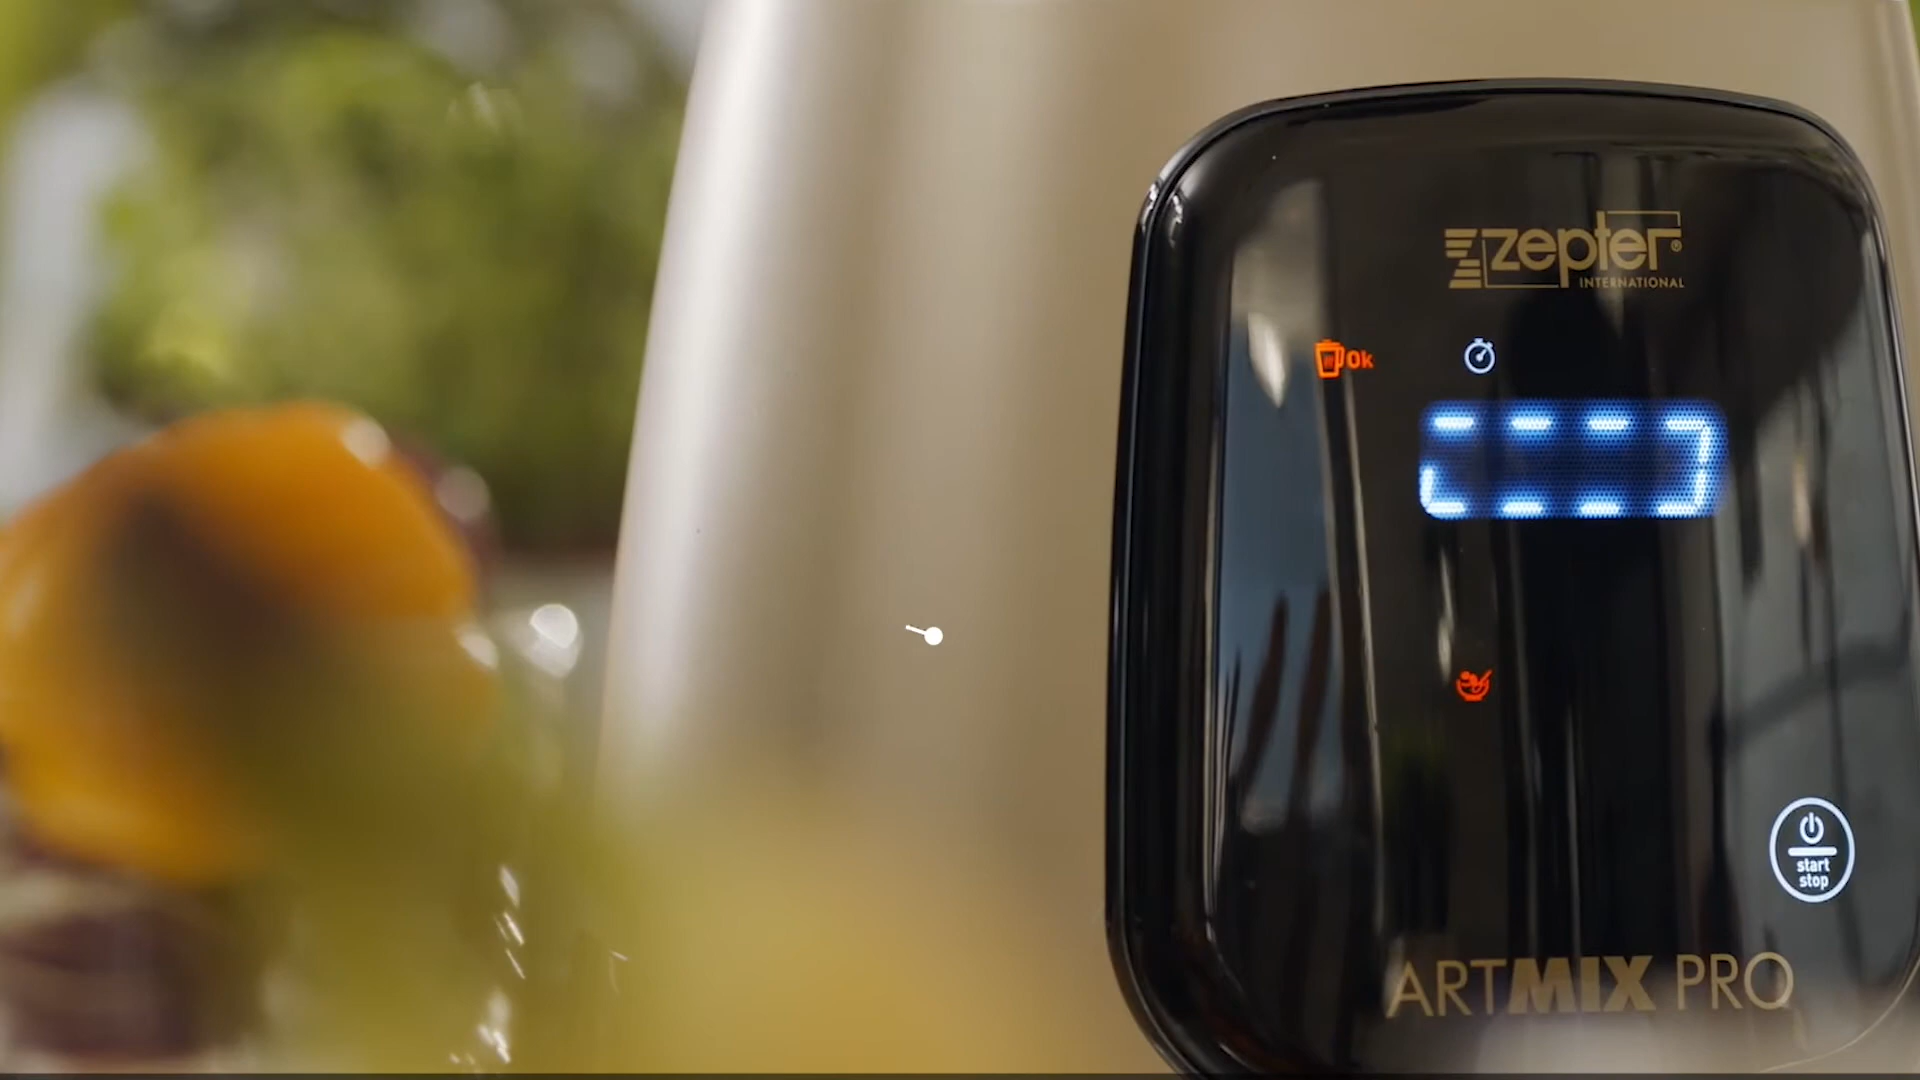 zepter®
INTERNATIONAL
Ok
start
stop
ARTMIX PRO